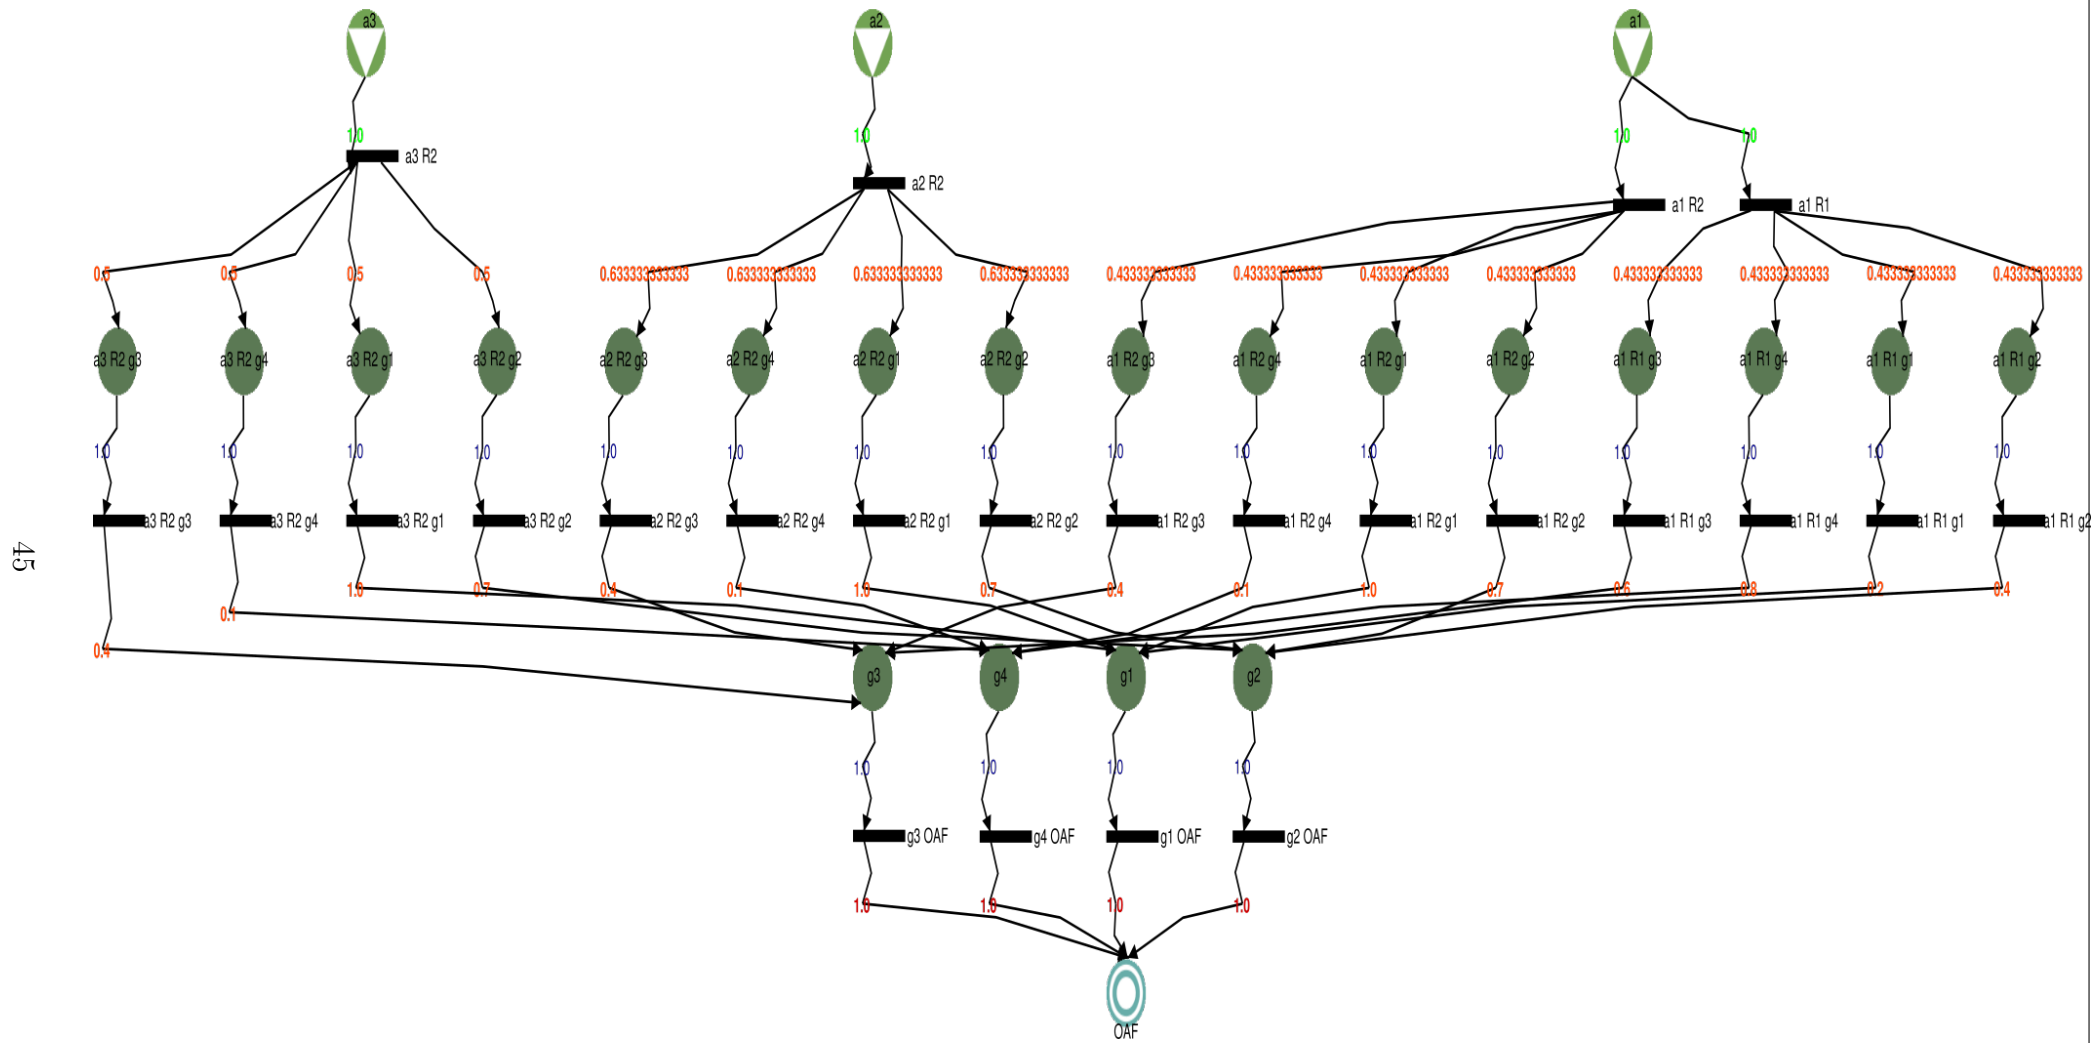 a3 a2 a1
1.0 1.0 1.0 1.0
a3 R2 a2 R2 a1 R2 a1 R1
0.5 0.5 0.5 0.5 0.633333333333 0.633333333333 0.633333333333 0.633333333333 0.433333333333 0.433333333333 0.433333333333 0.433333333333 0.433333333333 0.433333333333 0.433333333333 0.433333333333
a3 R2 g3 a3 R2 g4 a3 R2 g1 a3 R2 g2 a2 R2 g3 a2 R2 g4 a2 R2 g1 a2 R2 g2 a1 R2 g3 a1 R2 g4 a1 R2 g1 a1 R2 g2 a1 R1 g3 a1 R1 g4 a1 R1 g1 a1 R1 g2
1.0 1.0 1.0 1.0 1.0 1.0 1.0 1.0 1.0 1.0 1.0 1.0 1.0 1.0 1.0 1.0
a3 R2 g3 a3 R2 g4 a3 R2 g1 a3 R2 g2 a2 R2 g3 a2 R2 g4 a2 R2 g1 a2 R2 g2 a1 R2 g3 a1 R2 g4 a1 R2 g1 a1 R2 g2 a1 R1 g3 a1 R1 g4 a1 R1 g1 a1 R1 g2
45
1.0 0.7 0.4 0.1 1.0 0.7 0.4 0.1 1.0 0.7 0.6 0.8 0.2 0.4
0.1
0.4
g3 g4 g1 g2
1.0 1.0 1.0 1.0
g3 OAF g4 OAF g1 OAF g2 OAF
1.0 1.0 1.0 1.0
OAF